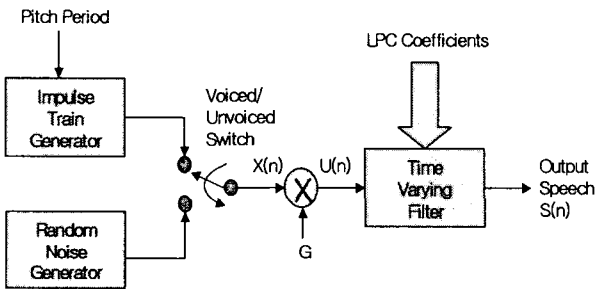 Pitch Period
LPC Coefficients
Impulse
Train
Generator
Voiced/
Unvoiced
Switch
X(n)
U(n)
X
Time
Varying
Filter
Output
Speech
S(n)
Random
Noise
Generator
G